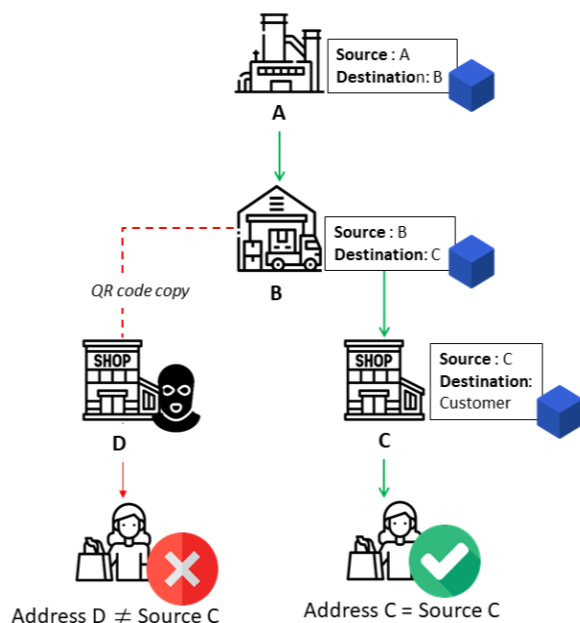 Source : A
Destination: B
A
Source : B
Destination: C
B
QR code copy
SHOP
SHOP
Source : C
Destination:
Customer
D
C
Address D ≠ Source C
Address C = Source C